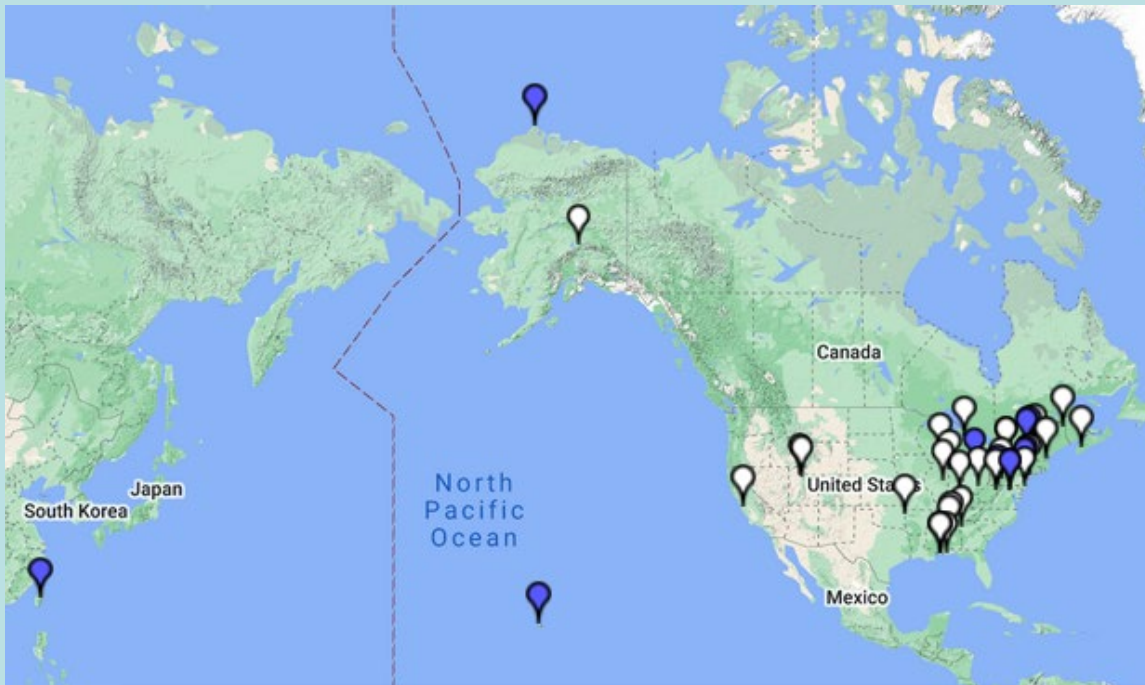 Canada
United States
Japan
South Korea
North
Pacific
Ocean
Mexico